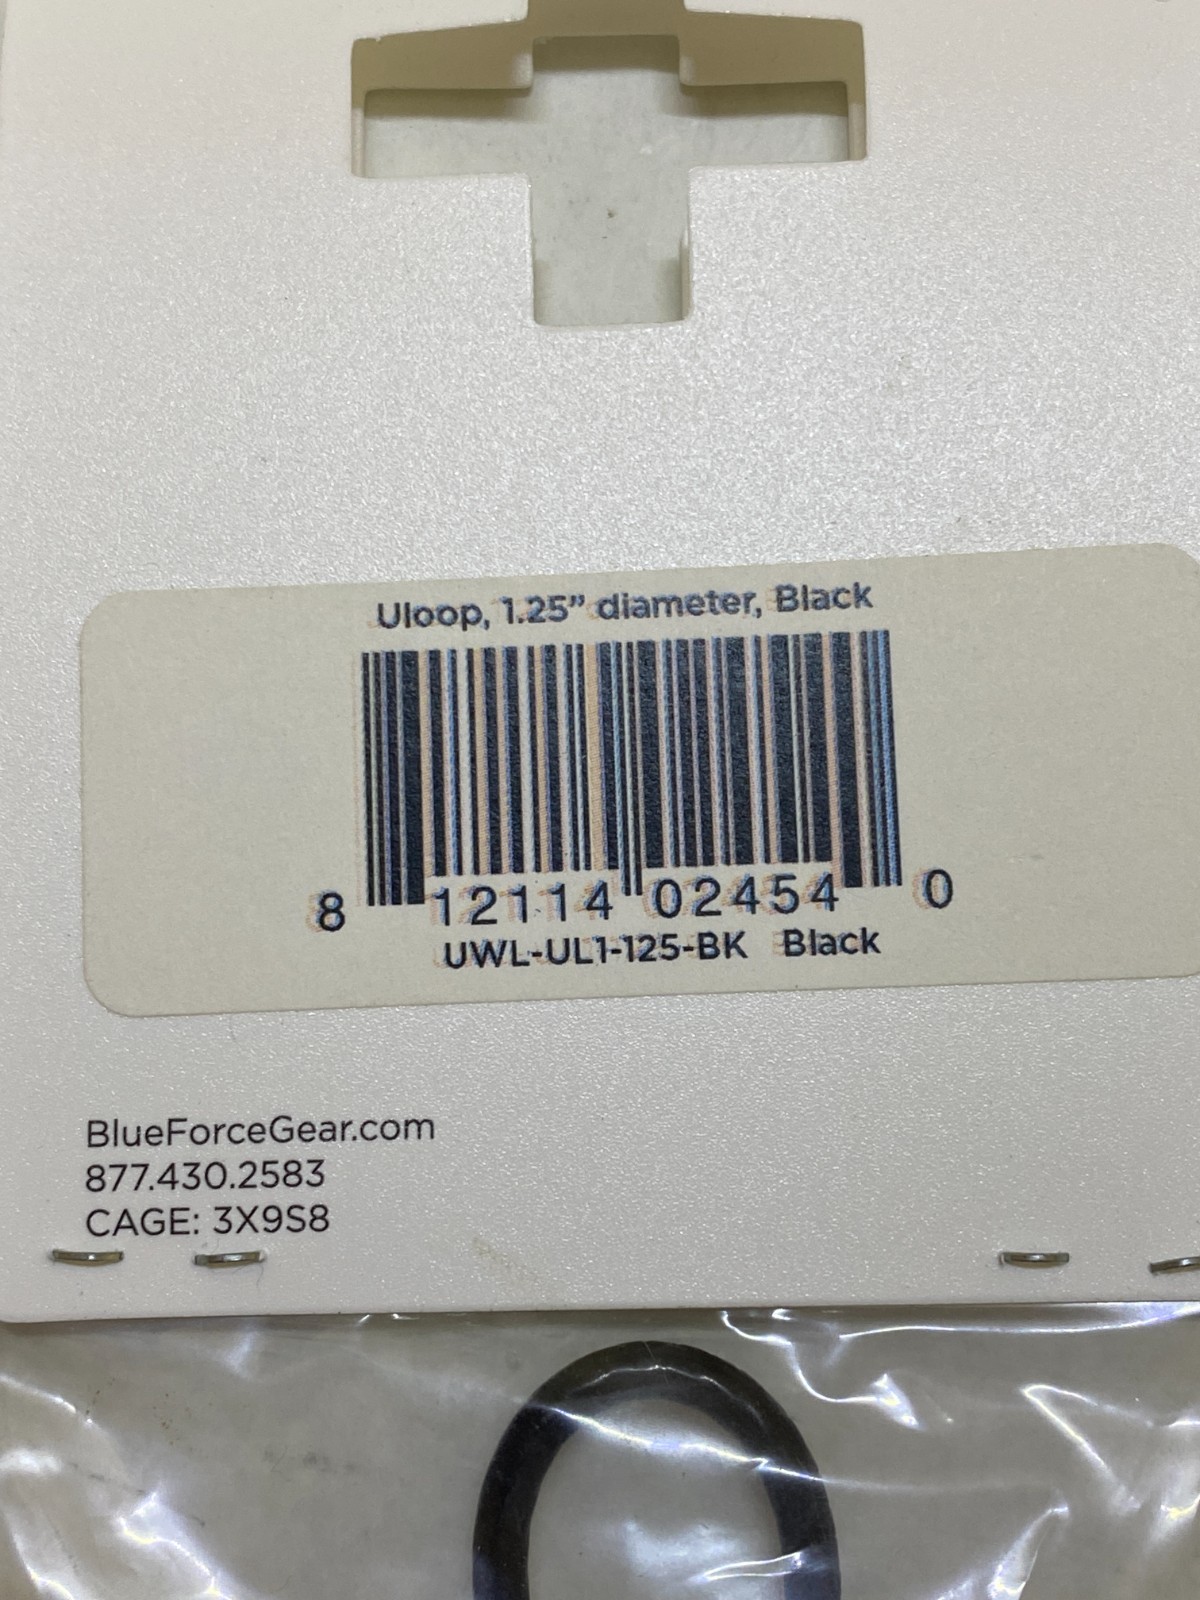 Uloop, 1.25” diameter, Black
8 12114 02454 0
UWL-UL1-125-BK Black
BlueForceGear.com
877.430.2583
CAGE: 3X9S8